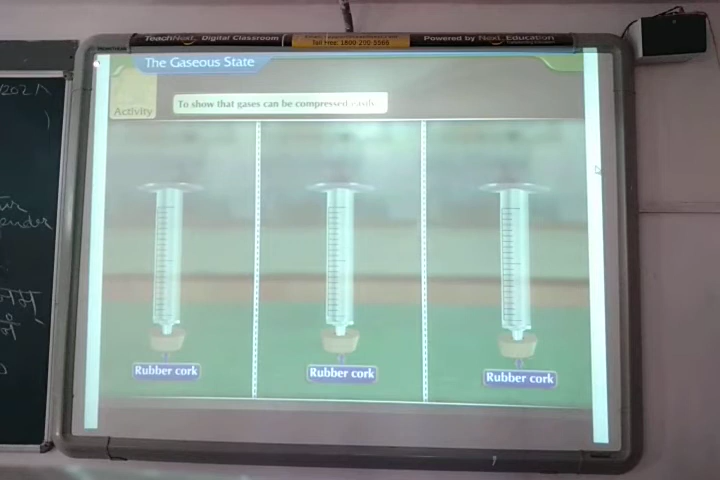 TeachNext Digital Classroom
Toll Free: 1800 200 5566
Powered by Next Education
The Gaseous State
Activity
To show that gases can be compressed easily
Rubber cork
Rubber cork
Rubber cork